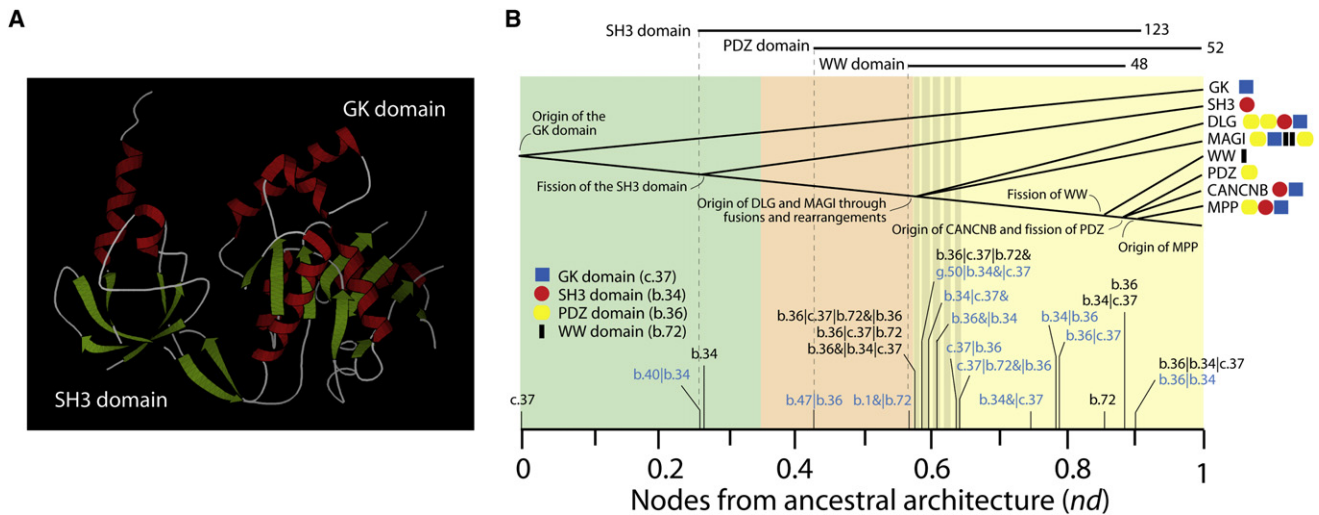 A
GK domain
SH3 domain
B
SH3 domain 123
PDZ domain 52
WW domain 48
Origin of the
GK domain
Fission of the SH3 domain
Origin of DLG and MAGI through
fusions and rearrangements
Fission of WW
Origin of CANCNB and fission of PDZ
Origin of MPP
GK
SH3
DLG
MAGI
WW
PDZ
CANCNB
MPP
GK domain (c.37)
SH3 domain (b.34)
PDZ domain (b.36)
WW domain (b.72)
c.37
b.40|b.34
b.34
b.47|b.36
b.1&|b.72
b.36|c.37|b.72&|b.36
b.36|c.37|b.72
b.36&|b.34|c.37
b.36|c.37|b.72&
g.50|b.34&|c.37
b.34|c.37&
b.36&|b.34
c.37|b.36
c.37|b.72&|b.36
b.34&|c.37
b.34|b.36
b.36|c.37
b.72
b.36
b.34|c.37
b.36|b.34|c.37
b.36|b.34
0 0.2 0.4 0.6 0.8 1
Nodes from ancestral architecture (nd)